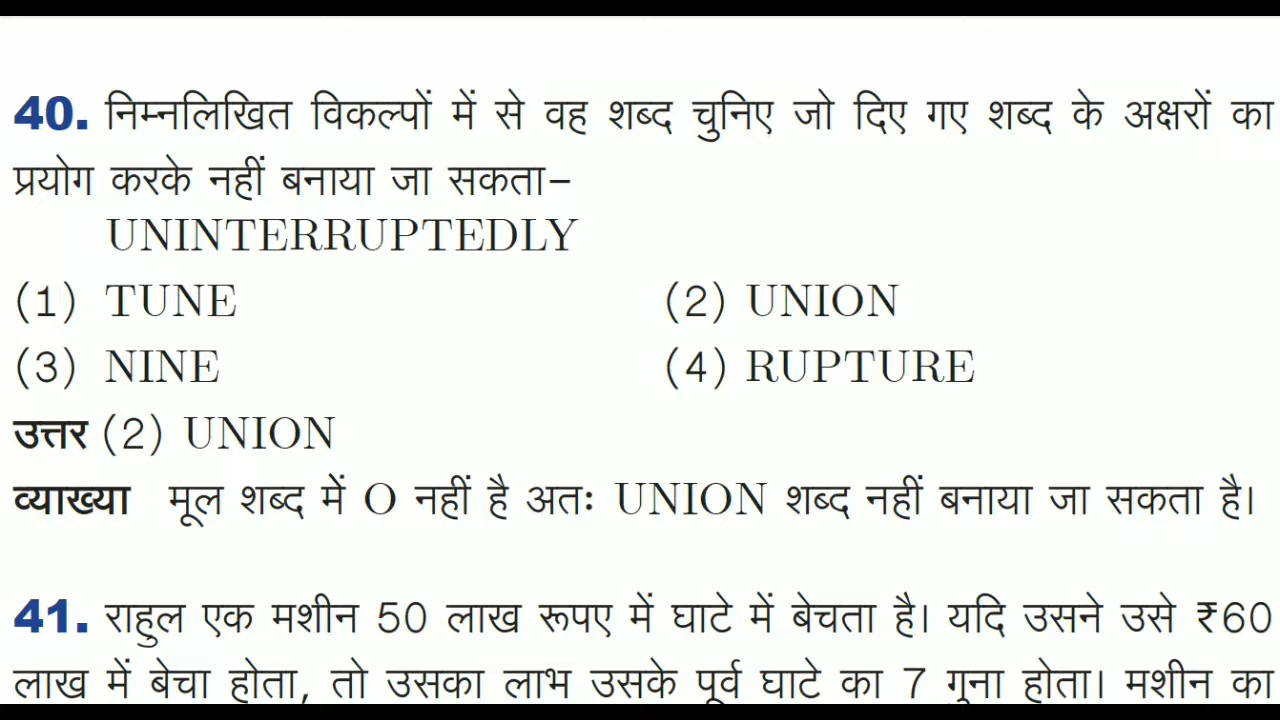 40. निम्नलिखित विकल्पों में से वह शब्द चुनिए जो दिए गए शब्द के अक्षरों का
प्रयोग करके नहीं बनाया जा सकता–
UNINTERRUPTEDLY
(1) TUNE (2) UNION
(3) NINE (4) RUPTURE
उत्तर (2) UNION
व्याख्या मूल शब्द में O नहीं है अतः UNION शब्द नहीं बनाया जा सकता है।
41. राहुल एक मशीन 50 लाख रूपए में घाटे में बेचता है। यदि उसने उसे ₹60
लाख में बेचा होता, तो उसका लाभ उसके पूर्व घाटे का 7 गुना होता। मशीन का